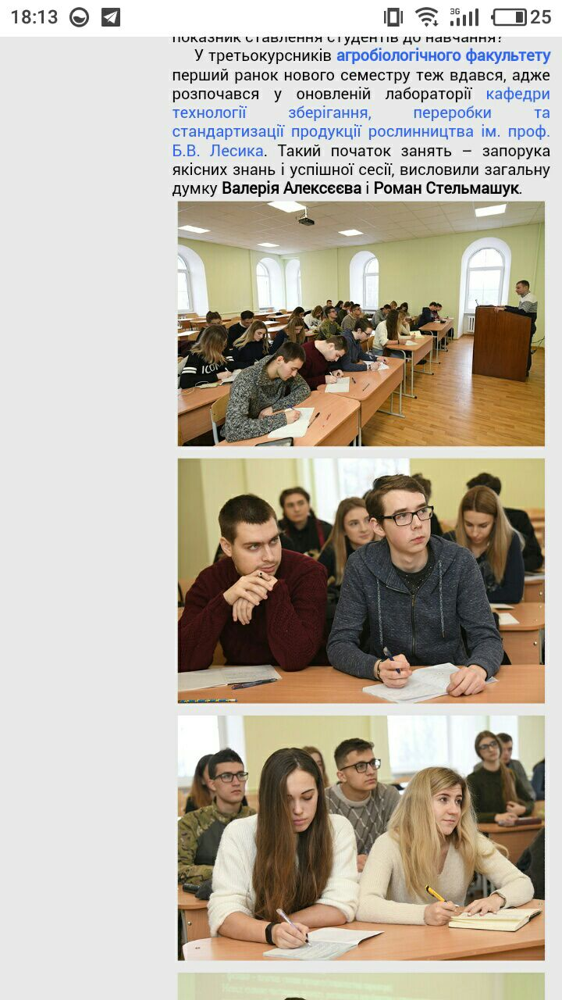 18:13
3G
25
показник ставлення студентів до навчання?
У третьокурсників агробіологічного факультету
перший ранок нового семестру теж вдався, адже
розпочався у оновленій лабораторії кафедри
технології зберігання, переробки та
стандартизації продукції рослинництва ім. проф.
Б.В. Лесика. Такий початок занять – запорука
якісних знань і успішної сесії, висловили загальну
думку Валерія Алексєєва і Роман Стельмашук.